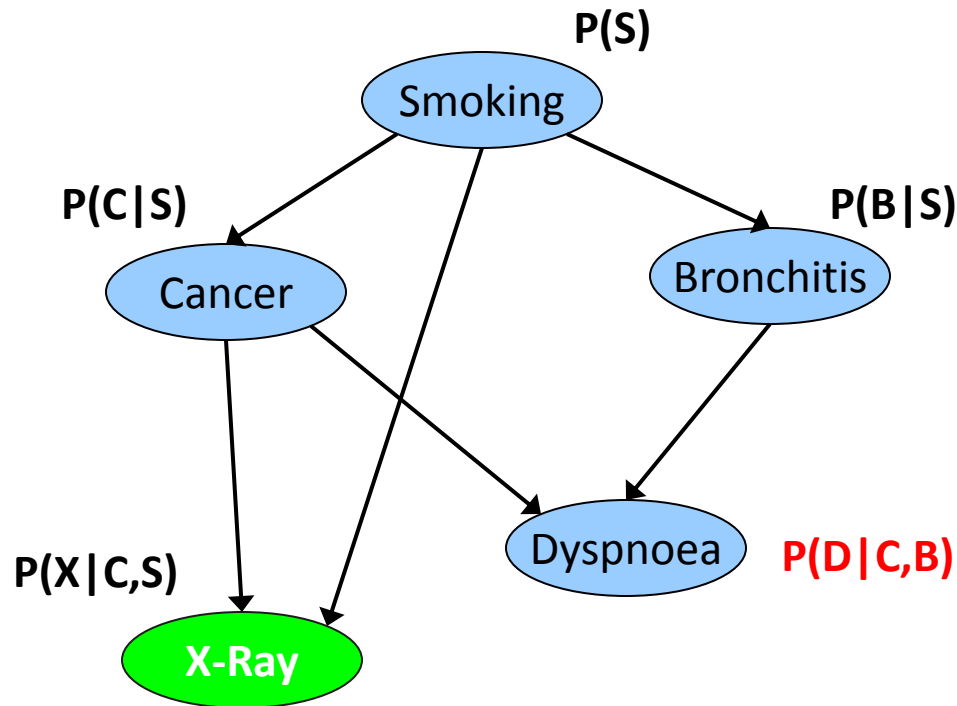 P(S)
Smoking
P(C|S)
P(B|S)
Cancer
Bronchitis
Dyspnoea
P(D|C,B)
P(X|C,S)
X-Ray